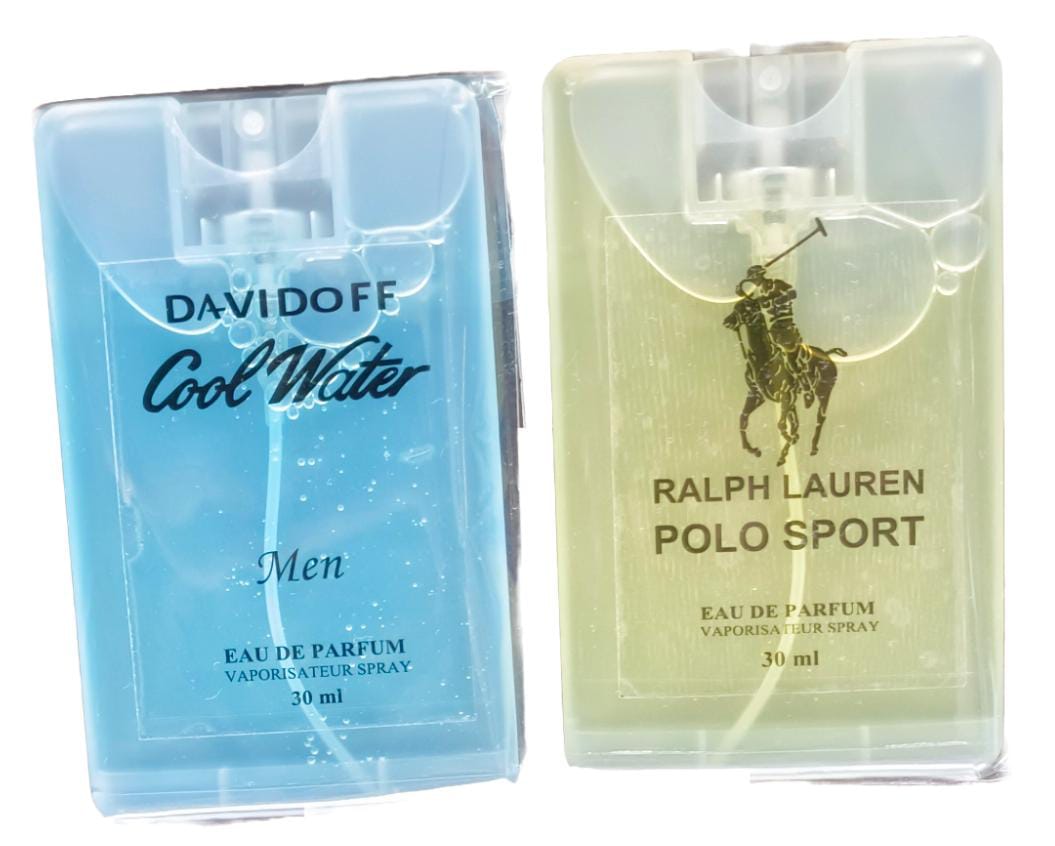 DAVIDOFF
Cool Water
Men
EAU DE PARFUM
VAPORISATEUR SPRAY
30 ml
RALPH LAUREN
POLO SPORT
EAU DE PARFUM
VAPORISATEUR SPRAY
30 ml